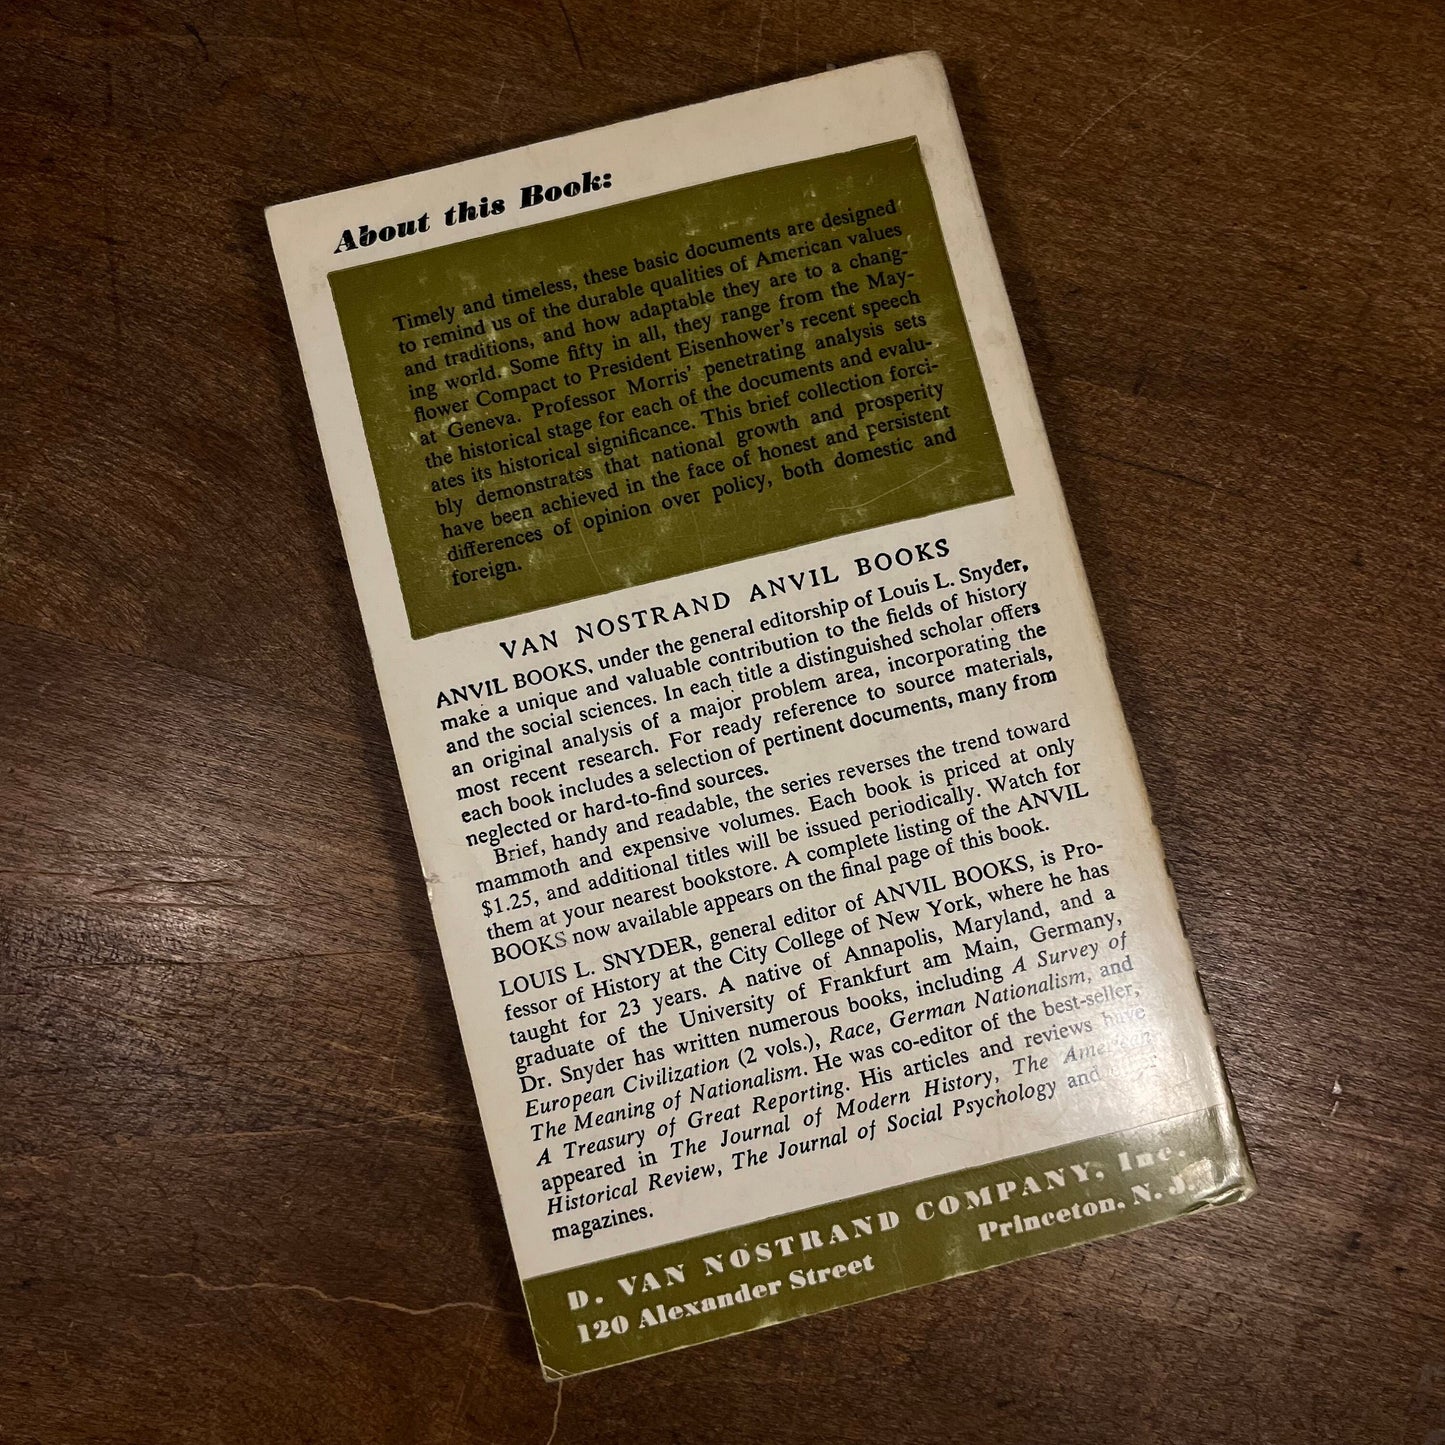 About this Book:
Timely and timeless, these basic documents are designed
to remind us of the durable qualities of American values
and traditions, and how adaptable they are to a chang-
ing world. Some fifty in all, they range from the May-
flower Compact to President Eisenhower's recent speech
at Geneva. Professor Morris' penetrating analysis sets
the historical stage for each of the documents and evalu-
ates its historical significance. This brief collection forci-
bly demonstrates that national growth and prosperity
have been achieved in the face of honest and persistent
differences of opinion over policy, both domestic and
foreign.
VAN NOSTRAND ANVIL BOOKS
ANVIL BOOKS, under the general editorship of Louis L. Snyder,
make a unique and valuable contribution to the fields of history
and the social sciences. In each title a distinguished scholar offers
an original analysis of a major problem area, incorporating the
most recent research. For ready reference to source materials,
each book includes a selection of pertinent documents, many from
neglected or hard-to-find sources.
Brief, handy and readable, the series reverses the trend toward
mammoth and expensive volumes. Each book is priced at only
$1.25, and additional titles will be issued periodically. Watch for
them at your nearest bookstore. A complete listing of the ANVIL
BOOKS now available appears on the final page of this book.
LOUIS L. SNYDER, general editor of ANVIL BOOKS, is Pro-
fessor of History at the City College of New York, where he has
taught for 23 years. A native of Annapolis, Maryland, and a
graduate of the University of Frankfurt am Main, Germany,
Dr. Snyder has written numerous books, including A Survey of
European Civilization (2 vols.), Race, German Nationalism, and
The Meaning of Nationalism. He was co-editor of the best-seller,
A Treasury of Great Reporting. His articles and reviews have
appeared in The Journal of Modern History, The American
Historical Review, The Journal of Social Psychology and
magazines.
D. VAN NOSTRAND COMPANY, Inc.
120 Alexander Street Princeton, N. J.